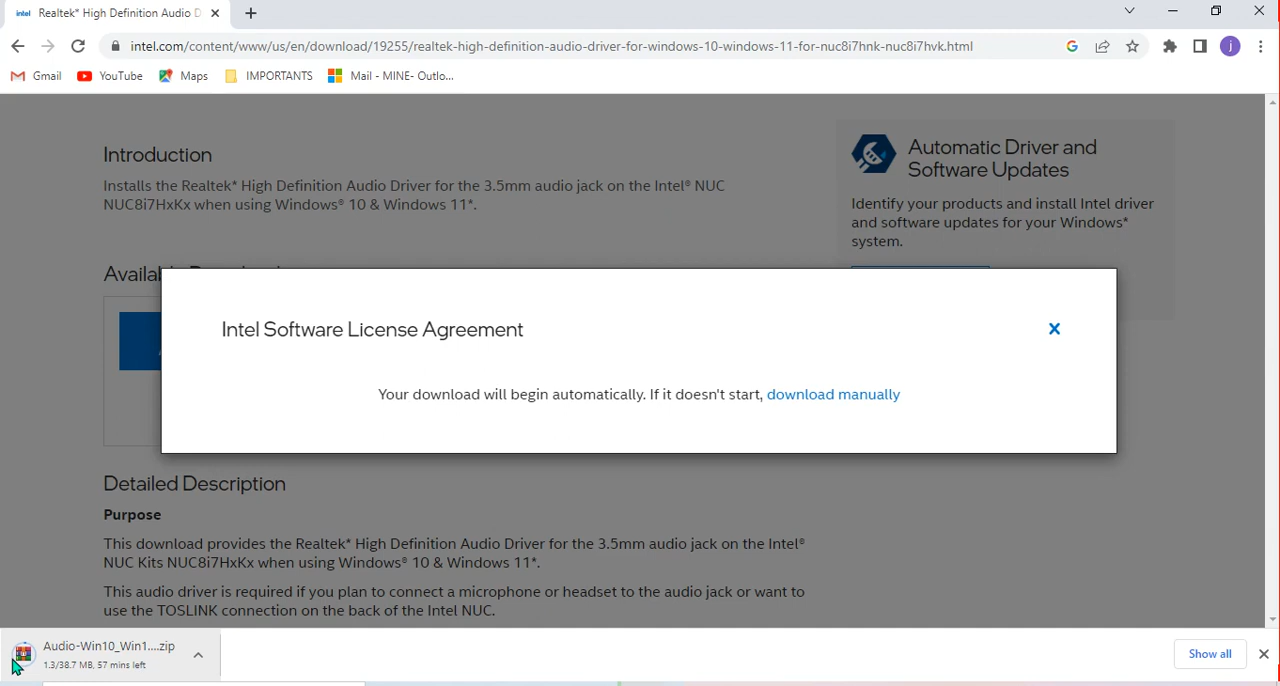 intel Realtek* High Definition Audio D
intel.com/content/www/us/en/download/19255/realtek-high-definition-audio-driver-for-windows-10-windows-11-for-nuc8i7hnk-nuc8i7hvk.html
j
Gmail YouTube Maps IMPORTANTS Mail - MINE- Outlo...
Introduction
Installs the Realtek* High Definition Audio Driver for the 3.5mm audio jack on the Intel® NUC
NUC8i7HxKx when using Windows® 10 & Windows 11*.
Automatic Driver and
Software Updates
Identify your products and install Intel driver
and software updates for your Windows*
system.
Intel Software License Agreement
Your download will begin automatically. If it doesn't start, download manually
Detailed Description
Purpose
This download provides the Realtek* High Definition Audio Driver for the 3.5mm audio jack on the Intel®
NUC Kits NUC8i7HxKx when using Windows® 10 & Windows 11*.
This audio driver is required if you plan to connect a microphone or headset to the audio jack or want to
use the TOSLINK connection on the back of the Intel NUC.
Audio-Win10_Win1....zip
1.3/38.7 MB, 57 mins left
Show all